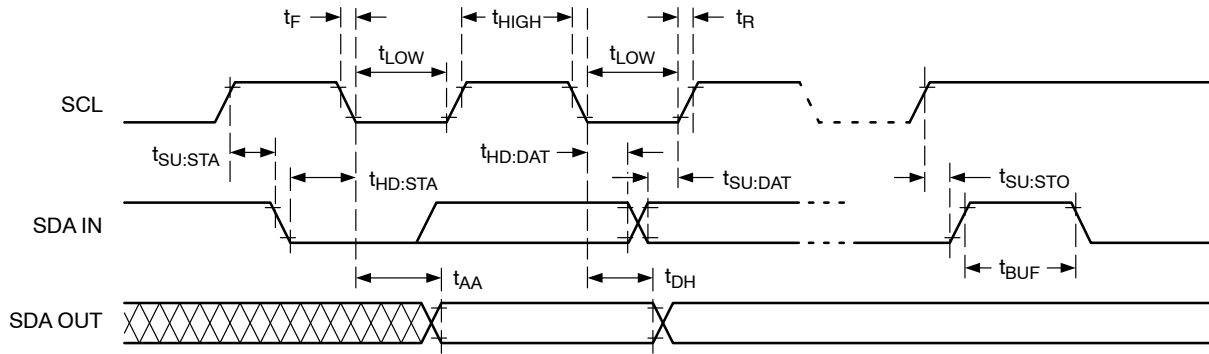 tF
tHIGH
tR
tLOW
tLOW
SCL
tSU:STA
tHD:STA
tHD:DAT
tSU:DAT
tSU:STO
SDA IN
tBUF
tAA
tDH
SDA OUT